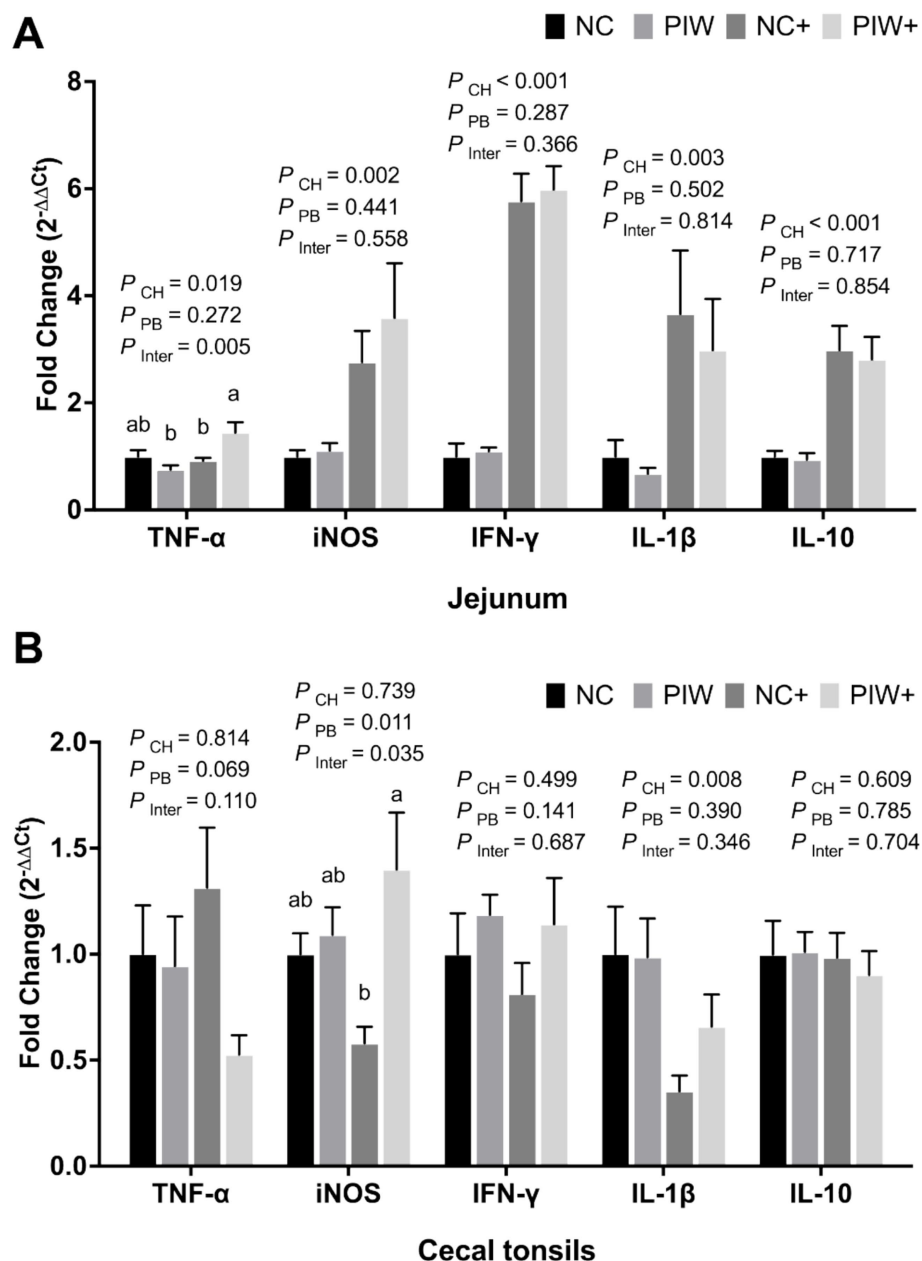 A
NC PIW NC+ PIW+
Fold Change (2-ΔΔCt)
8
6
4
2
0
P CH = 0.019
P PB = 0.272
P Inter = 0.005
ab b b a
P CH = 0.002
P PB = 0.441
P Inter = 0.558
P CH < 0.001
P PB = 0.287
P Inter = 0.366
P CH = 0.003
P PB = 0.502
P Inter = 0.814
P CH < 0.001
P PB = 0.717
P Inter = 0.854
TNF-α iNOS IFN-γ IL-1β IL-10
Jejunum
B
NC PIW NC+ PIW+
Fold Change (2-ΔΔCt)
2.0
1.5
1.0
0.5
0.0
P CH = 0.814
P PB = 0.069
P Inter = 0.110
P CH = 0.739
P PB = 0.011
P Inter = 0.035
ab ab b a
P CH = 0.499
P PB = 0.141
P Inter = 0.687
P CH = 0.008
P PB = 0.390
P Inter = 0.346
P CH = 0.609
P PB = 0.785
P Inter = 0.704
TNF-α iNOS IFN-γ IL-1β IL-10
Cecal tonsils